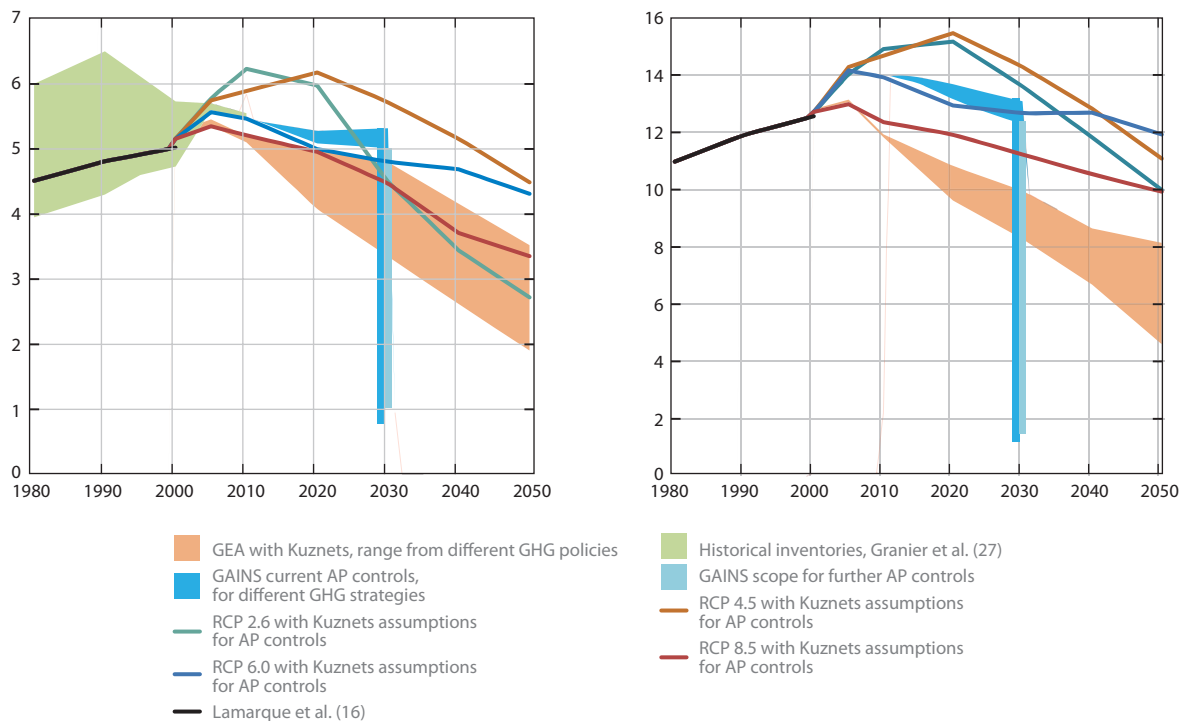 7
6
5
4
3
2
1
0
1980 1990 2000 2010 2020 2030 2040 2050
16
14
12
10
8
6
4
2
0
1980 1990 2000 2010 2020 2030 2040 2050
GEA with Kuznets, range from different GHG policies
GAINS current AP controls,
for different GHG strategies
RCP 2.6 with Kuznets assumptions
for AP controls
RCP 6.0 with Kuznets assumptions
for AP controls
Lamarque et al. (16)
Historical inventories, Granier et al. (27)
GAINS scope for further AP controls
RCP 4.5 with Kuznets assumptions
for AP controls
RCP 8.5 with Kuznets assumptions
for AP controls